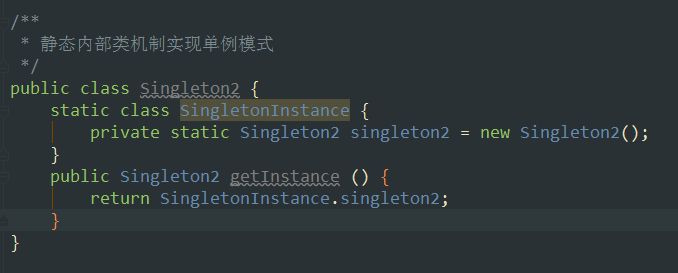 /**
 * 静态内部类机制实现单例模式
 */
public class Singleton2 {
    static class SingletonInstance {
        private static Singleton2 singleton2 = new Singleton2();
    }
    public Singleton2 getInstance () {
        return SingletonInstance.singleton2;
    }
}